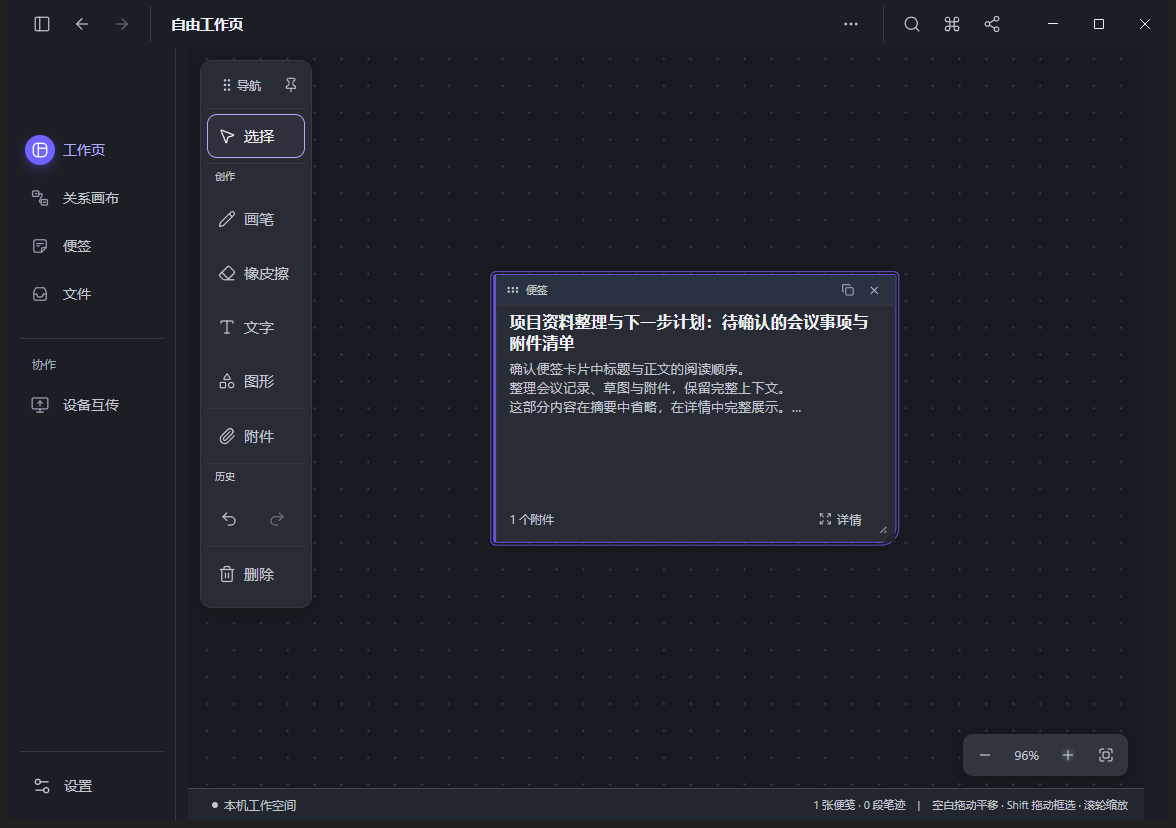 自由工作页
导航
选择
创作
画笔
橡皮擦
文字
图形
附件
历史
删除
工作页
关系画布
便签
文件
协作
设备互传
设置
便签
项目资料整理与下一步计划：待确认的会议事项与
附件清单
确认便签卡片中标题与正文的阅读顺序。
整理会议记录、草图与附件，保留完整上下文。
这部分内容在摘要中省略，在详情中完整展示。...
1 个附件
详情
96%
本机工作空间
1 张便笺 · 0 段笔迹 | 空白拖动平移 · Shift 拖动框选 · 滚轮缩放